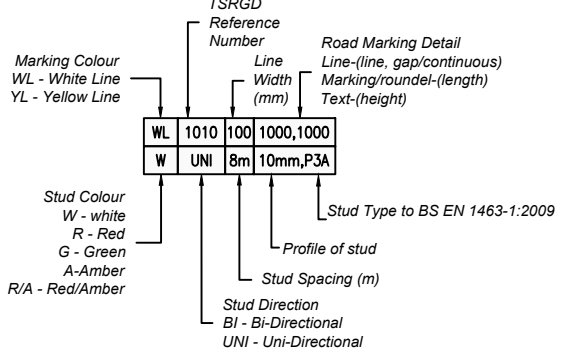 TSRGD
Reference
Number
Marking Colour
WL - White Line
YL - Yellow Line
Line
Width
(mm)
Road Marking Detail
Line-(line, gap/continuous)
Marking/roundel-(length)
Text-(height)
WL 1010 100 1000,1000
W UNI 8m 10mm,P3A
Stud Colour
W - white
R - Red
G - Green
A-Amber
R/A - Red/Amber
Stud Type to BS EN 1463-1:2009
Profile of stud
Stud Spacing (m)
Stud Direction
BI - Bi-Directional
UNI - Uni-Directional